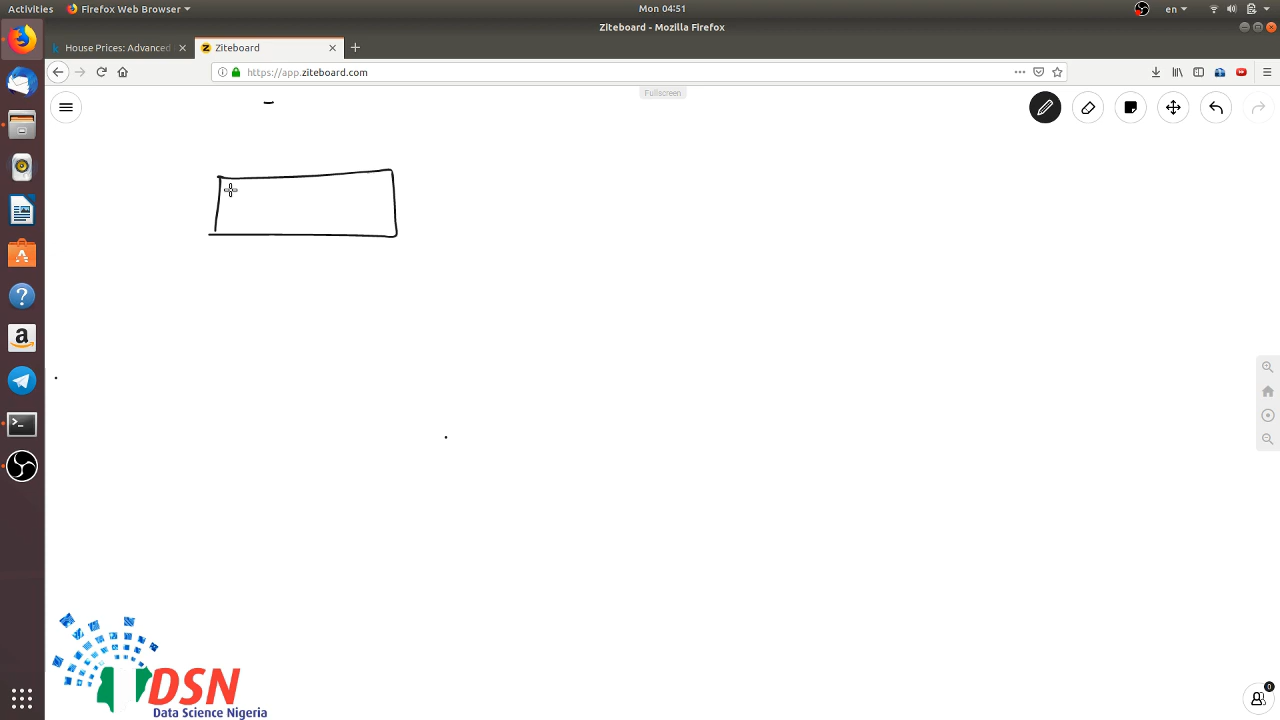 Activities Firefox Web Browser Mon 04:51 en
Ziteboard - Mozilla Firefox
House Prices: Advanced Ziteboard
https://app.ziteboard.com
Fullscreen
0
DSN
Data Science Nigeria